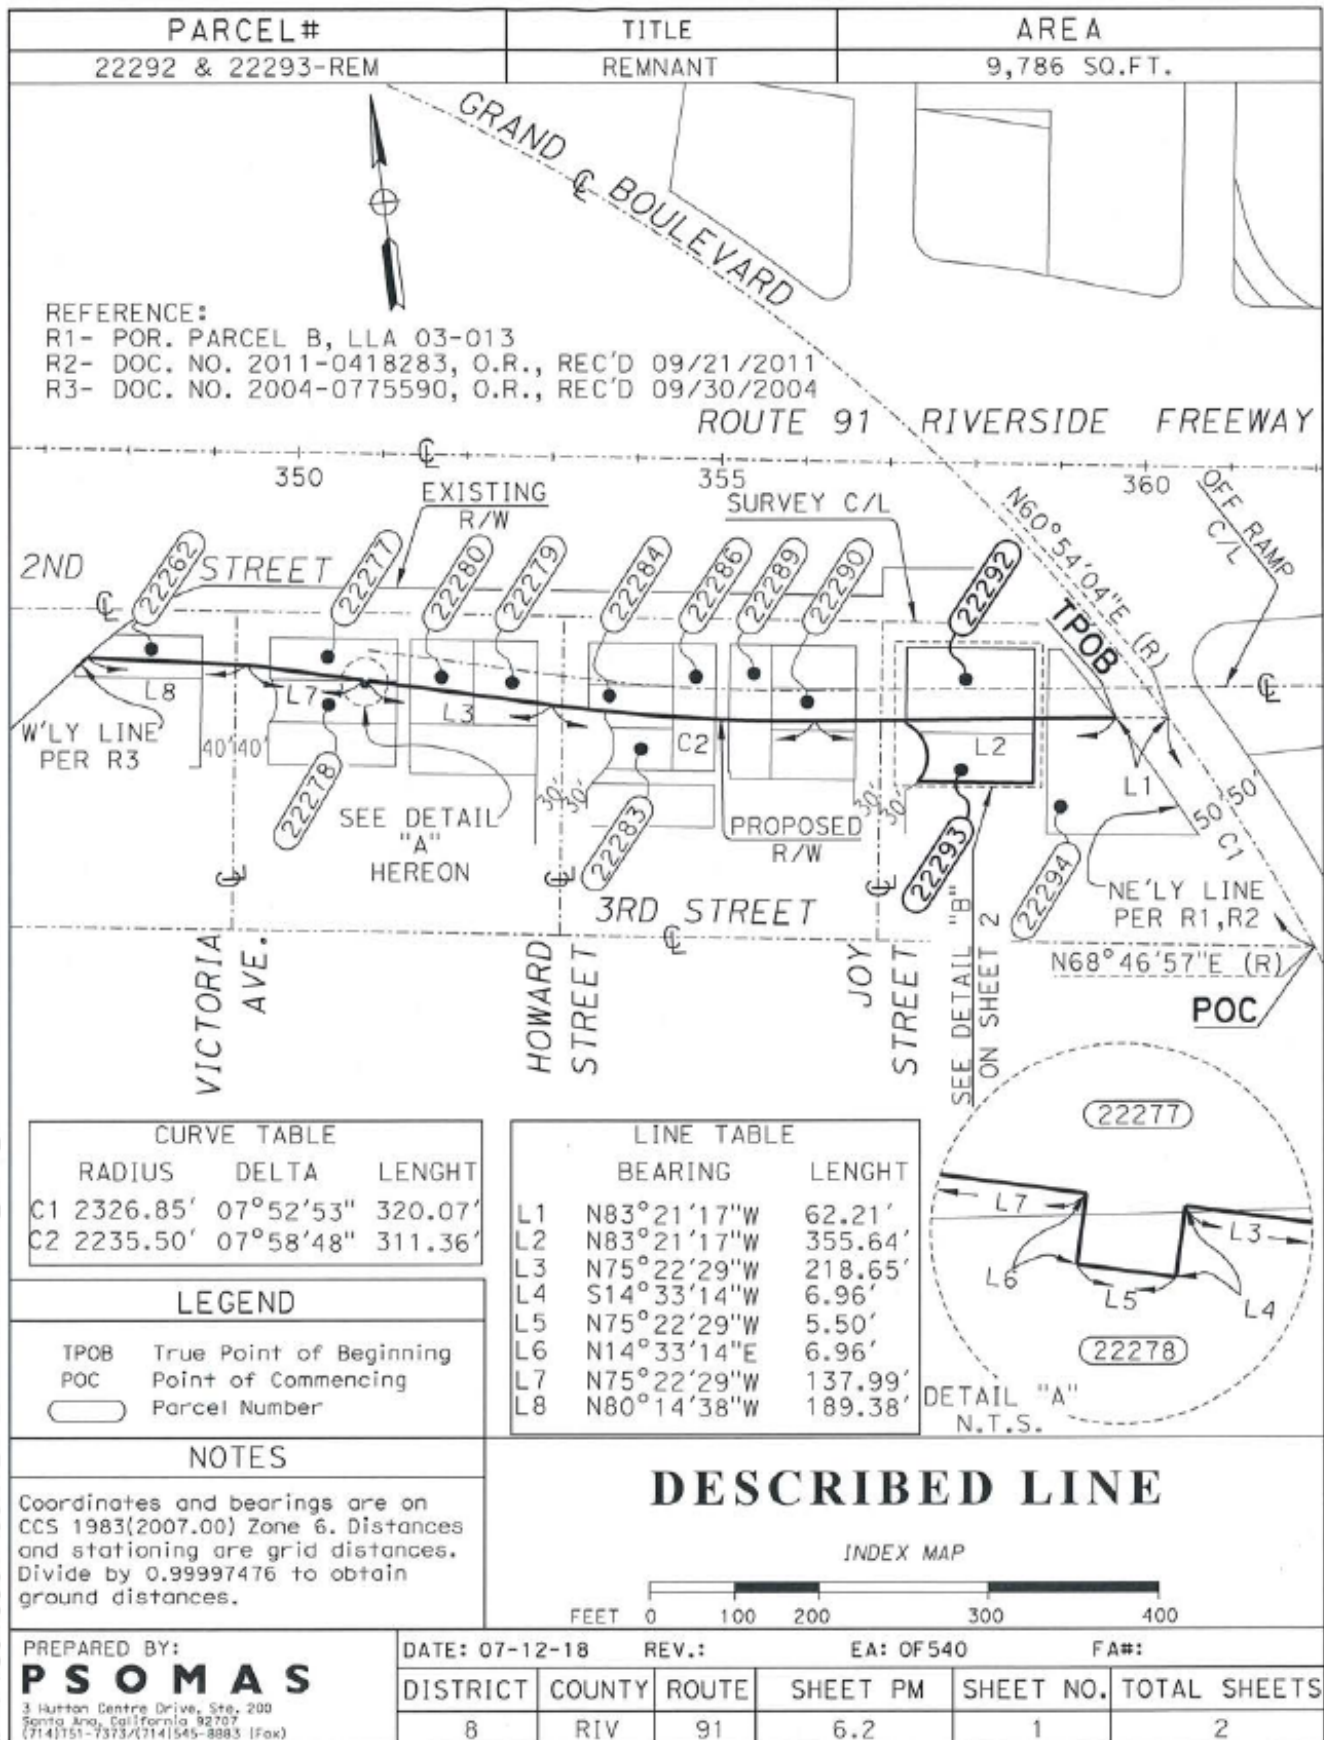 PARCEL# TITLE AREA
22292 & 22293-REM REMNANT 9,786 SQ.FT.
GRAND ℄ BOULEVARD
REFERENCE:
R1- POR. PARCEL B, LLA 03-013
R2- DOC. NO. 2011-0418283, O.R., REC'D 09/21/2011
R3- DOC. NO. 2004-0775590, O.R., REC'D 09/30/2004
ROUTE 91 RIVERSIDE FREEWAY
℄
350 355 360
EXISTING
R/W
SURVEY C/L
N60°54'04"E (R)
OFF RAMP
C/L
2ND STREET
℄
22262
22277
22280
22279
22284
22286
22289
22290
22292
TPOB
℄
L8 L7 L3 C2 L2 L1
W'LY LINE
PER R3
40' 40'
22278
SEE DETAIL
"A"
HEREON
30' 30'
22283
PROPOSED
R/W
30' 30'
22293
22294
50' 50'
C1
NE'LY LINE
PER R1,R2
℄ ℄ ℄
3RD STREET
℄
N68°46'57"E (R)
POC
VICTORIA
AVE.
HOWARD
STREET
JOY
STREET
SEE DETAIL "B"
ON SHEET 2
22277
L7 L3
L6 L5 L4
22278
DETAIL "A"
N.T.S.
CURVE TABLE
RADIUS DELTA LENGHT
C1 2326.85' 07°52'53" 320.07'
C2 2235.50' 07°58'48" 311.36'
LINE TABLE
BEARING LENGHT
L1 N83°21'17"W 62.21'
L2 N83°21'17"W 355.64'
L3 N75°22'29"W 218.65'
L4 S14°33'14"W 6.96'
L5 N75°22'29"W 5.50'
L6 N14°33'14"E 6.96'
L7 N75°22'29"W 137.99'
L8 N80°14'38"W 189.38'
LEGEND
TPOB True Point of Beginning
POC Point of Commencing
Parcel Number
NOTES
Coordinates and bearings are on
CCS 1983(2007.00) Zone 6. Distances
and stationing are grid distances.
Divide by 0.99997476 to obtain
ground distances.
DESCRIBED LINE
INDEX MAP
FEET 0 100 200 300 400
PREPARED BY:
PSOMAS
3 Hutton Centre Drive, Ste. 200
Santa Ana, California 92707
(714)751-7373/(714)545-8883 (Fax)
DATE: 07-12-18 REV.: EA: OF540 FA#:
DISTRICT COUNTY ROUTE SHEET PM SHEET NO. TOTAL SHEETS
8 RIV 91 6.2 1 2